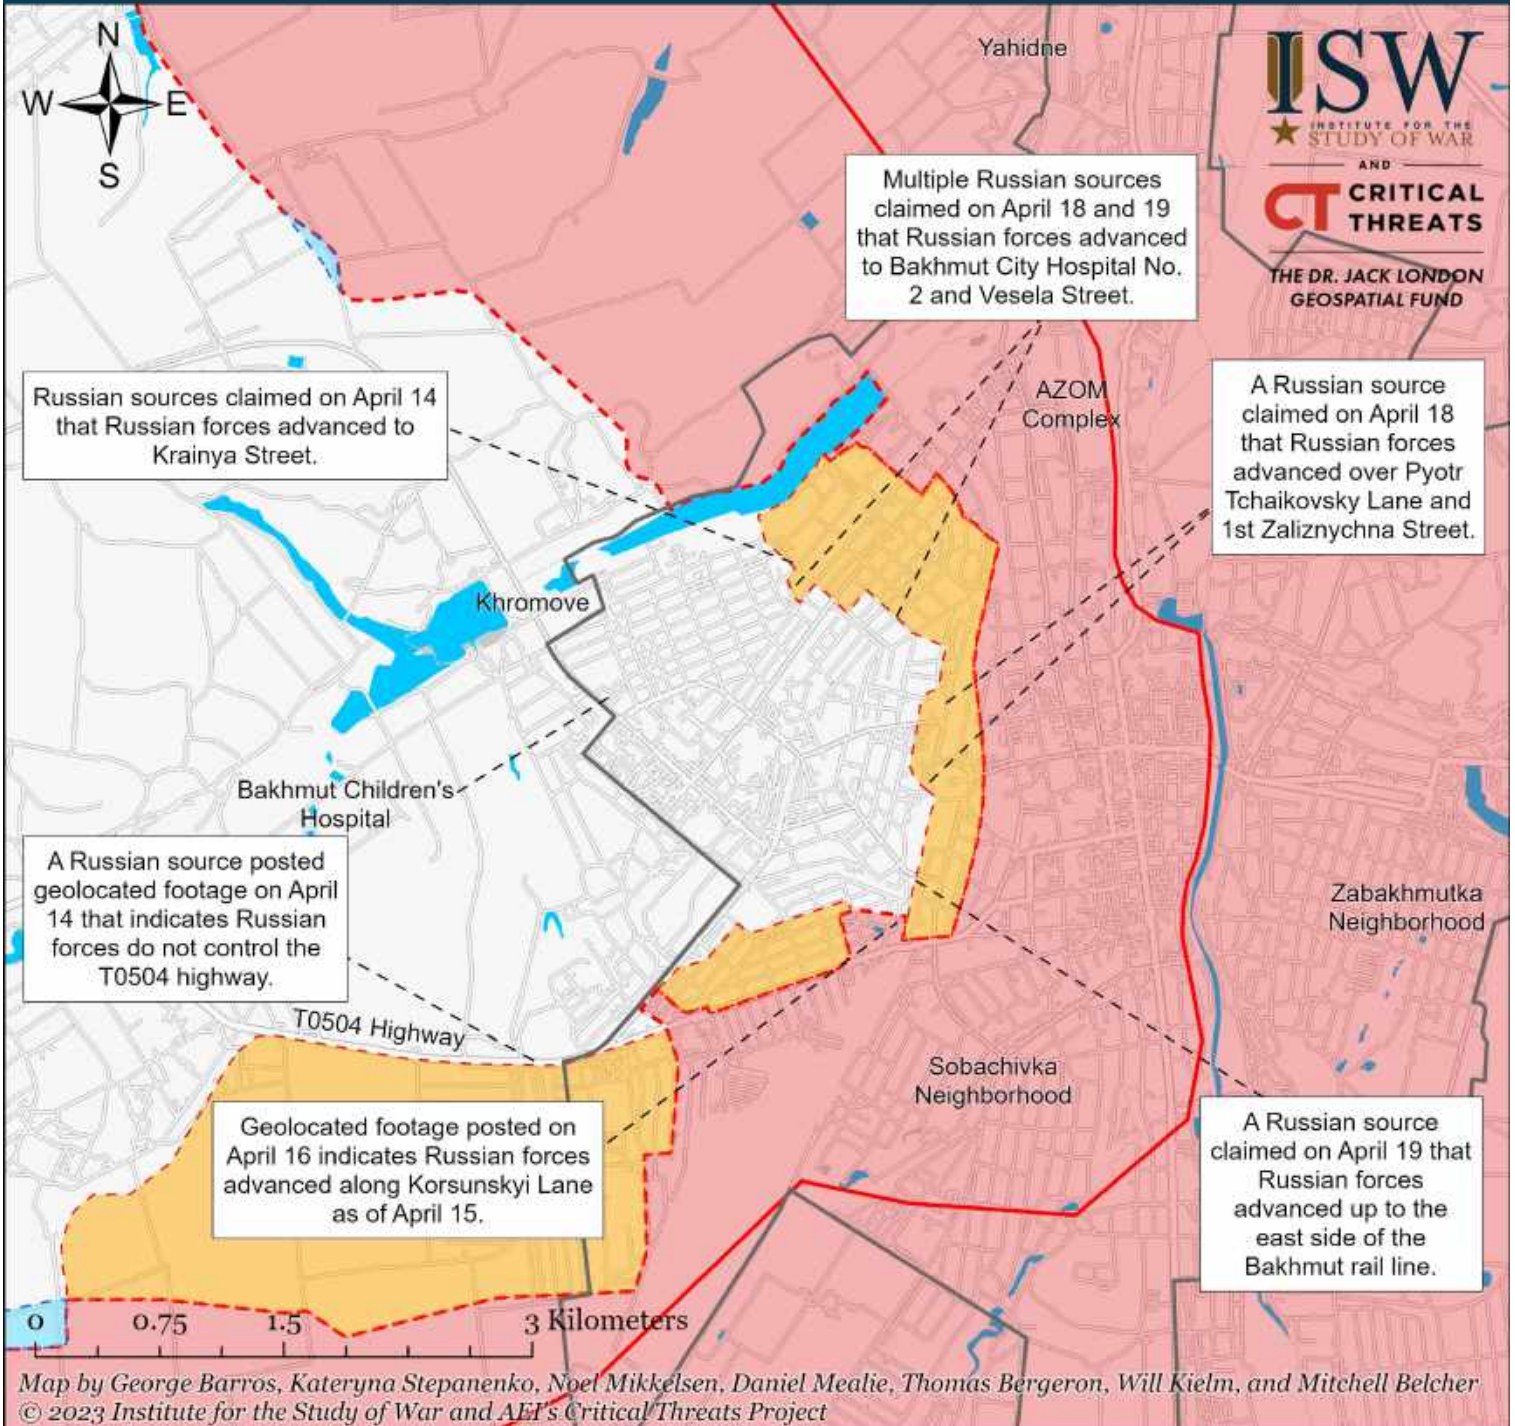 N
W
E
S
Yahidne
ISW
INSTITUTE FOR THE
STUDY OF WAR
AND
CT CRITICAL
THREATS
THE DR. JACK LONDON
GEOSPATIAL FUND
Multiple Russian sources
claimed on April 18 and 19
that Russian forces advanced
to Bakhmut City Hospital No.
2 and Vesela Street.
Russian sources claimed on April 14
that Russian forces advanced to
Krainya Street.
AZOM
Complex
A Russian source
claimed on April 18
that Russian forces
advanced over Pyotr
Tchaikovsky Lane and
1st Zaliznychna Street.
Khromove
Bakhmut Children's
Hospital
A Russian source posted
geolocated footage on April
14 that indicates Russian
forces do not control the
T0504 highway.
Zabakhmutka
Neighborhood
T0504 Highway
Sobachivka
Neighborhood
Geolocated footage posted on
April 16 indicates Russian forces
advanced along Korsunskyi Lane
as of April 15.
A Russian source
claimed on April 19 that
Russian forces
advanced up to the
east side of the
Bakhmut rail line.
0 0.75 1.5 3 Kilometers
Map by George Barros, Kateryna Stepanenko, Noel Mikkelsen, Daniel Mealie, Thomas Bergeron, Will Kielm, and Mitchell Belcher
© 2023 Institute for the Study of War and AEI's Critical Threats Project